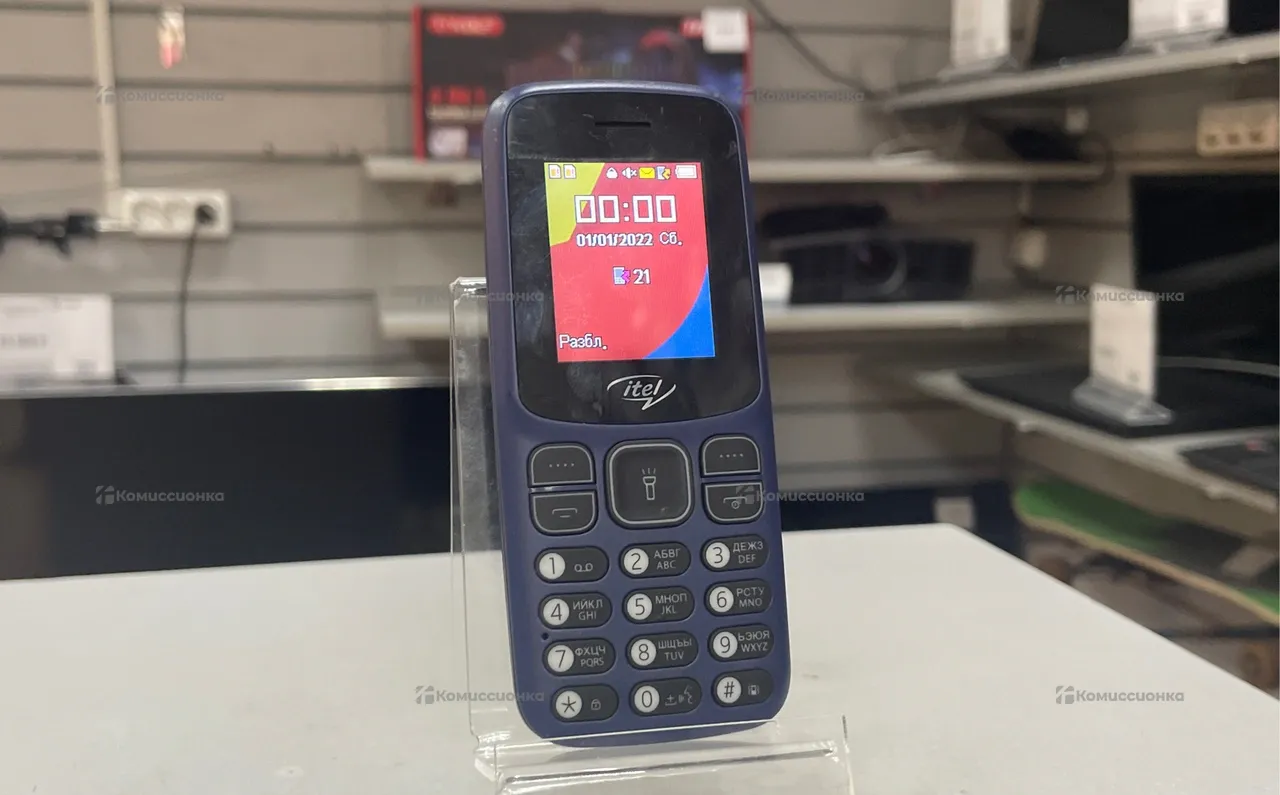 Комиссионка
Комиссионка
00:00
01/01/2022 Сб.
21
Разбл.
Комиссионка
Комиссионка
itel
Комиссионка
Комиссионка
1
2 АБВГ ABC
3 ДЕЖЗ DEF
4 ИЙКЛ GHI
5 МНОП JKL
6 РСТУ MNO
7 ФХЦЧ PQRS
8 ШЩЪЫ TUV
9 ЬЭЮЯ WXYZ
* 
0 +
#
Комиссионка
Комиссионка